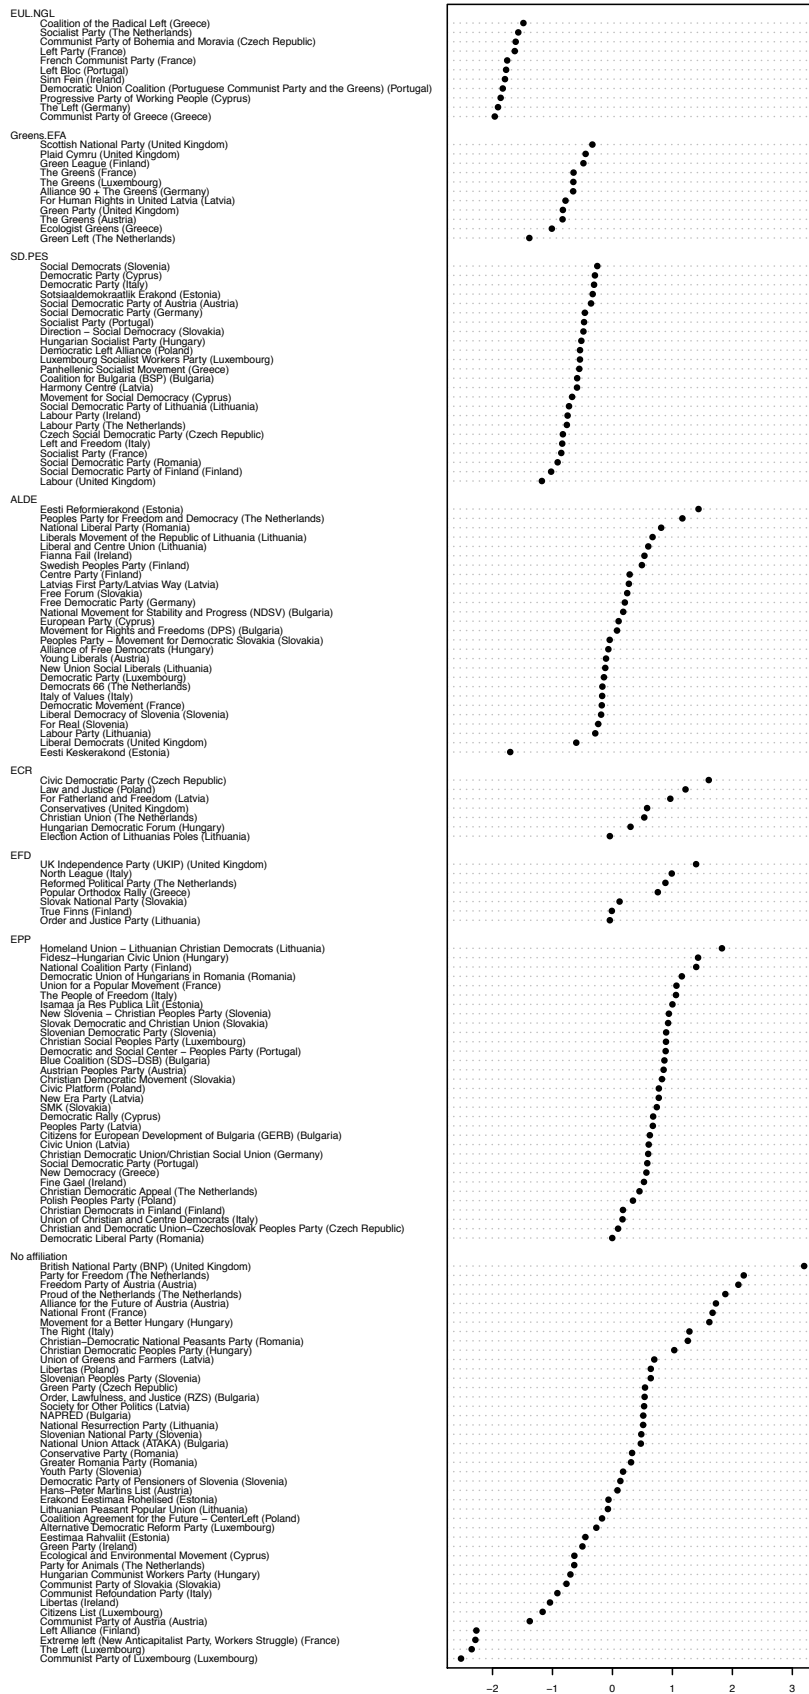 EUL.NGL
Coalition of the Radical Left (Greece)
Socialist Party (The Netherlands)
Communist Party of Bohemia and Moravia (Czech Republic)
Left Party (France)
French Communist Party (France)
Left Bloc (Portugal)
Sinn Fein (Ireland)
Democratic Union Coalition (Portuguese Communist Party and the Greens) (Portugal)
Progressive Party of Working People (Cyprus)
The Left (Germany)
Communist Party of Greece (Greece)
Greens.EFA
Scottish National Party (United Kingdom)
Plaid Cymru (United Kingdom)
Green League (Finland)
The Greens (France)
The Greens (Luxembourg)
Alliance 90 + The Greens (Germany)
For Human Rights in United Latvia (Latvia)
Green Party (United Kingdom)
The Greens (Austria)
Ecologist Greens (Greece)
Green Left (The Netherlands)
SD.PES
Social Democrats (Slovenia)
Democratic Party (Cyprus)
Democratic Party (Italy)
Sotsiaaldemokraatlik Erakond (Estonia)
Social Democratic Party of Austria (Austria)
Social Democratic Party (Germany)
Socialist Party (Portugal)
Direction − Social Democracy (Slovakia)
Hungarian Socialist Party (Hungary)
Democratic Left Alliance (Poland)
Luxembourg Socialist Workers Party (Luxembourg)
Panhellenic Socialist Movement (Greece)
Coalition for Bulgaria (BSP) (Bulgaria)
Harmony Centre (Latvia)
Movement for Social Democracy (Cyprus)
Social Democratic Party of Lithuania (Lithuania)
Labour Party (Ireland)
Labour Party (The Netherlands)
Czech Social Democratic Party (Czech Republic)
Left and Freedom (Italy)
Socialist Party (France)
Social Democratic Party (Romania)
Social Democratic Party of Finland (Finland)
Labour (United Kingdom)
ALDE
Eesti Reformierakond (Estonia)
Peoples Party for Freedom and Democracy (The Netherlands)
National Liberal Party (Romania)
Liberals Movement of the Republic of Lithuania (Lithuania)
Liberal and Centre Union (Lithuania)
Fianna Fail (Ireland)
Swedish Peoples Party (Finland)
Centre Party (Finland)
Latvias First Party/Latvias Way (Latvia)
Free Forum (Slovakia)
Free Democratic Party (Germany)
National Movement for Stability and Progress (NDSV) (Bulgaria)
European Party (Cyprus)
Movement for Rights and Freedoms (DPS) (Bulgaria)
Peoples Party − Movement for Democratic Slovakia (Slovakia)
Alliance of Free Democrats (Hungary)
Young Liberals (Austria)
New Union Social Liberals (Lithuania)
Democratic Party (Luxembourg)
Democrats 66 (The Netherlands)
Italy of Values (Italy)
Democratic Movement (France)
Liberal Democracy of Slovenia (Slovenia)
For Real (Slovenia)
Labour Party (Lithuania)
Liberal Democrats (United Kingdom)
Eesti Keskerakond (Estonia)
ECR
Civic Democratic Party (Czech Republic)
Law and Justice (Poland)
For Fatherland and Freedom (Latvia)
Conservatives (United Kingdom)
Christian Union (The Netherlands)
Hungarian Democratic Forum (Hungary)
Election Action of Lithuanias Poles (Lithuania)
EFD
UK Independence Party (UKIP) (United Kingdom)
North League (Italy)
Reformed Political Party (The Netherlands)
Popular Orthodox Rally (Greece)
Slovak National Party (Slovakia)
True Finns (Finland)
Order and Justice Party (Lithuania)
EPP
Homeland Union − Lithuanian Christian Democrats (Lithuania)
Fidesz−Hungarian Civic Union (Hungary)
National Coalition Party (Finland)
Democratic Union of Hungarians in Romania (Romania)
Union for a Popular Movement (France)
The People of Freedom (Italy)
Isamaa ja Res Publica Liit (Estonia)
New Slovenia − Christian Peoples Party (Slovenia)
Slovak Democratic and Christian Union (Slovakia)
Slovenian Democratic Party (Slovenia)
Christian Social Peoples Party (Luxembourg)
Democratic and Social Center − Peoples Party (Portugal)
Blue Coalition (SDS−DSB) (Bulgaria)
Austrian Peoples Party (Austria)
Christian Democratic Movement (Slovakia)
Civic Platform (Poland)
New Era Party (Latvia)
SMK (Slovakia)
Democratic Rally (Cyprus)
Peoples Party (Latvia)
Citizens for European Development of Bulgaria (GERB) (Bulgaria)
Civic Union (Latvia)
Christian Democratic Union/Christian Social Union (Germany)
Social Democratic Party (Portugal)
New Democracy (Greece)
Fine Gael (Ireland)
Christian Democratic Appeal (The Netherlands)
Polish Peoples Party (Poland)
Christian Democrats in Finland (Finland)
Union of Christian and Centre Democrats (Italy)
Christian and Democratic Union−Czechoslovak Peoples Party (Czech Republic)
Democratic Liberal Party (Romania)
No affiliation
British National Party (BNP) (United Kingdom)
Party for Freedom (The Netherlands)
Freedom Party of Austria (Austria)
Proud of the Netherlands (The Netherlands)
Alliance for the Future of Austria (Austria)
National Front (France)
Movement for a Better Hungary (Hungary)
The Right (Italy)
Christian−Democratic National Peasants Party (Romania)
Christian Democratic Peoples Party (Hungary)
Union of Greens and Farmers (Latvia)
Libertas (Poland)
Slovenian Peoples Party (Slovenia)
Green Party (Czech Republic)
Order, Lawfulness, and Justice (RZS) (Bulgaria)
Society for Other Politics (Latvia)
NAPRED (Bulgaria)
National Resurrection Party (Lithuania)
Slovenian National Party (Slovenia)
National Union Attack (ATAKA) (Bulgaria)
Conservative Party (Romania)
Greater Romania Party (Romania)
Youth Party (Slovenia)
Democratic Party of Pensioners of Slovenia (Slovenia)
Hans−Peter Martins List (Austria)
Erakond Eestimaa Rohelised (Estonia)
Lithuanian Peasant Popular Union (Lithuania)
Coalition Agreement for the Future − CenterLeft (Poland)
Alternative Democratic Reform Party (Luxembourg)
Eestimaa Rahvaliit (Estonia)
Green Party (Ireland)
Ecological and Environmental Movement (Cyprus)
Party for Animals (The Netherlands)
Hungarian Communist Workers Party (Hungary)
Communist Party of Slovakia (Slovakia)
Communist Refoundation Party (Italy)
Libertas (Ireland)
Citizens List (Luxembourg)
Communist Party of Austria (Austria)
Left Alliance (Finland)
Extreme left (New Anticapitalist Party, Workers Struggle) (France)
The Left (Luxembourg)
Communist Party of Luxembourg (Luxembourg)
−2 −1 0 1 2 3